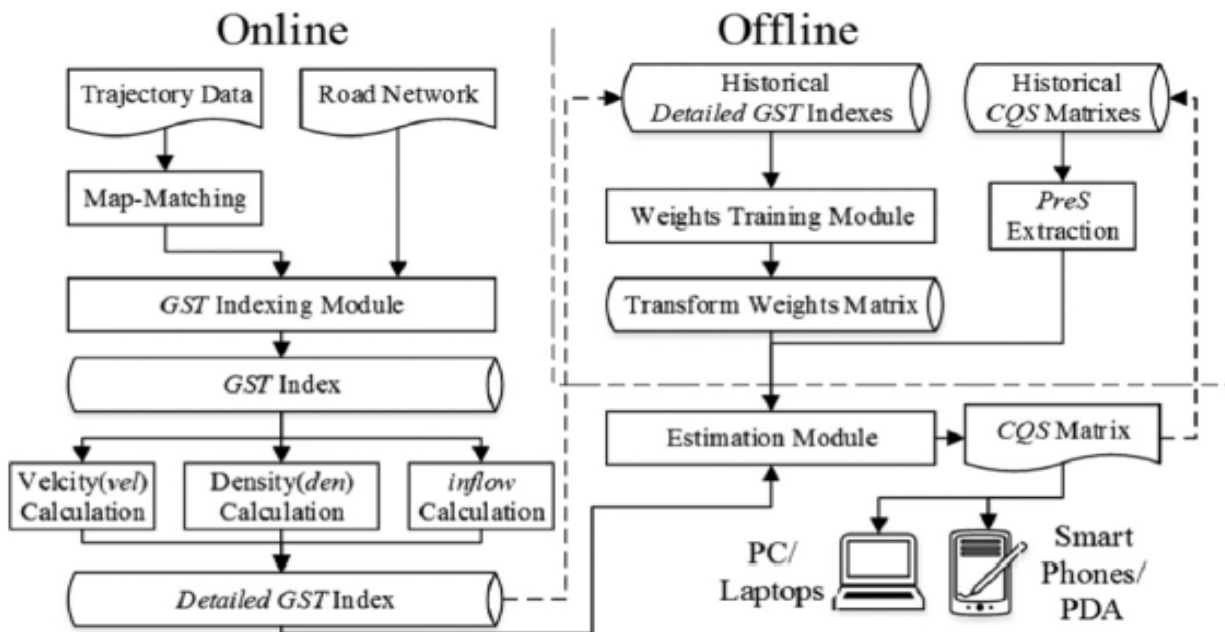 Online
Offline
Trajectory Data
Road Network
Historical
Detailed GST Indexes
Historical
CQS Matrixes
Map-Matching
Weights Training Module
PreS
Extraction
GST Indexing Module
Transform Weights Matrix
GST Index
Estimation Module
CQS Matrix
Velcity(vel)
Calculation
Density(den)
Calculation
inflow
Calculation
PC/
Laptops
Smart
Phones/
PDA
Detailed GST Index